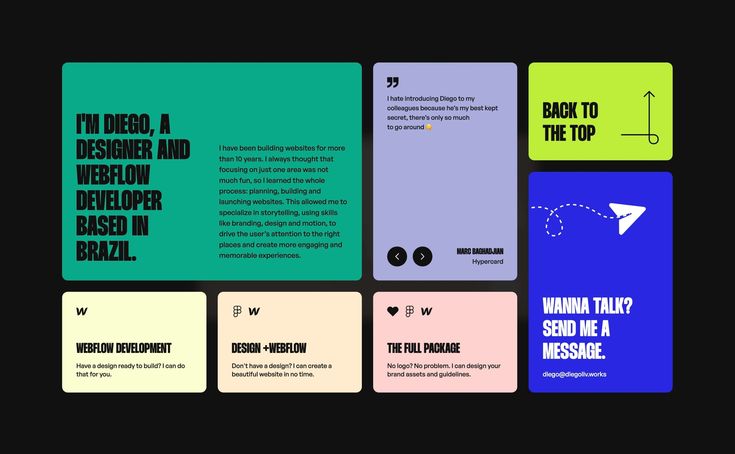 I'M DIEGO, A
DESIGNER AND
WEBFLOW
DEVELOPER
BASED IN
BRAZIL.
I have been building websites for more
than 10 years. I always thought that
focusing on just one area was not
much fun, so I learned the whole
process: planning, building and
launching websites. This allowed me to
specialize in storytelling, using skills
like branding, design and motion, to
drive the user's attention to the right
places and create more engaging and
memorable experiences.
I hate introducing Diego to my
colleagues because he's my best kept
secret, there's only so much
to go around 😔
MARC BAGHADJIAN
Hypercard
BACK TO
THE TOP
WANNA TALK?
SEND ME A
MESSAGE.
diego@diegoliv.works
WEBFLOW DEVELOPMENT
Have a design ready to build? I can do
that for you.
DESIGN +WEBFLOW
Don't have a design? I can create a
beautiful website in no time.
THE FULL PACKAGE
No logo? No problem. I can design your
brand assets and guidelines.